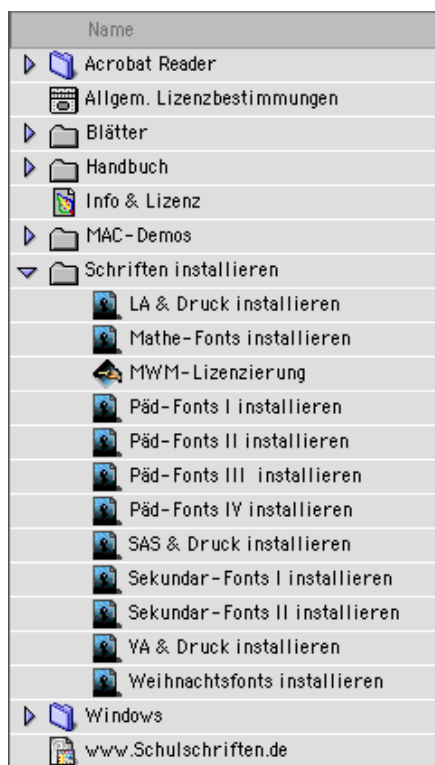 Name
Acrobat Reader
Allgem. Lizenzbestimmungen
Blätter
Handbuch
Info & Lizenz
MAC-Demos
Schriften installieren
LA & Druck installieren
Mathe-Fonts installieren
MWM-Lizenzierung
Päd-Fonts I installieren
Päd-Fonts II installieren
Päd-Fonts III installieren
Päd-Fonts IV installieren
SAS & Druck installieren
Sekundar-Fonts I installieren
Sekundar-Fonts II installieren
VA & Druck installieren
Weihnachtsfonts installieren
Windows
www.Schulschriften.de